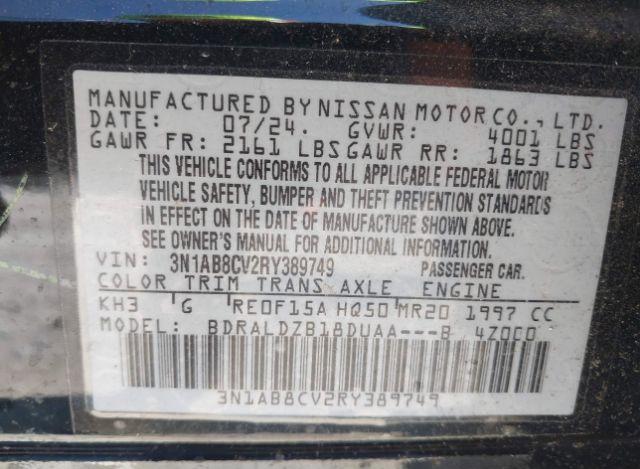 MANUFACTURED BY NISSAN MOTOR CO., LTD.
DATE: 07/24. GVWR: 4001 LBS
GAWR FR: 2161 LBS GAWR RR: 1863 LBS
THIS VEHICLE CONFORMS TO ALL APPLICABLE FEDERAL MOTOR
VEHICLE SAFETY, BUMPER AND THEFT PREVENTION STANDARDS
IN EFFECT ON THE DATE OF MANUFACTURE SHOWN ABOVE.
SEE OWNER'S MANUAL FOR ADDITIONAL INFORMATION.
VIN: 3N1AB8CV2RY389749 PASSENGER CAR.
COLOR TRIM TRANS AXLE ENGINE
KH3 G RE0F15A HQ50 MR20 1997 CC
MODEL: BDRALDZB18DUAA---B 4Z000
3N1AB8CV2RY389749